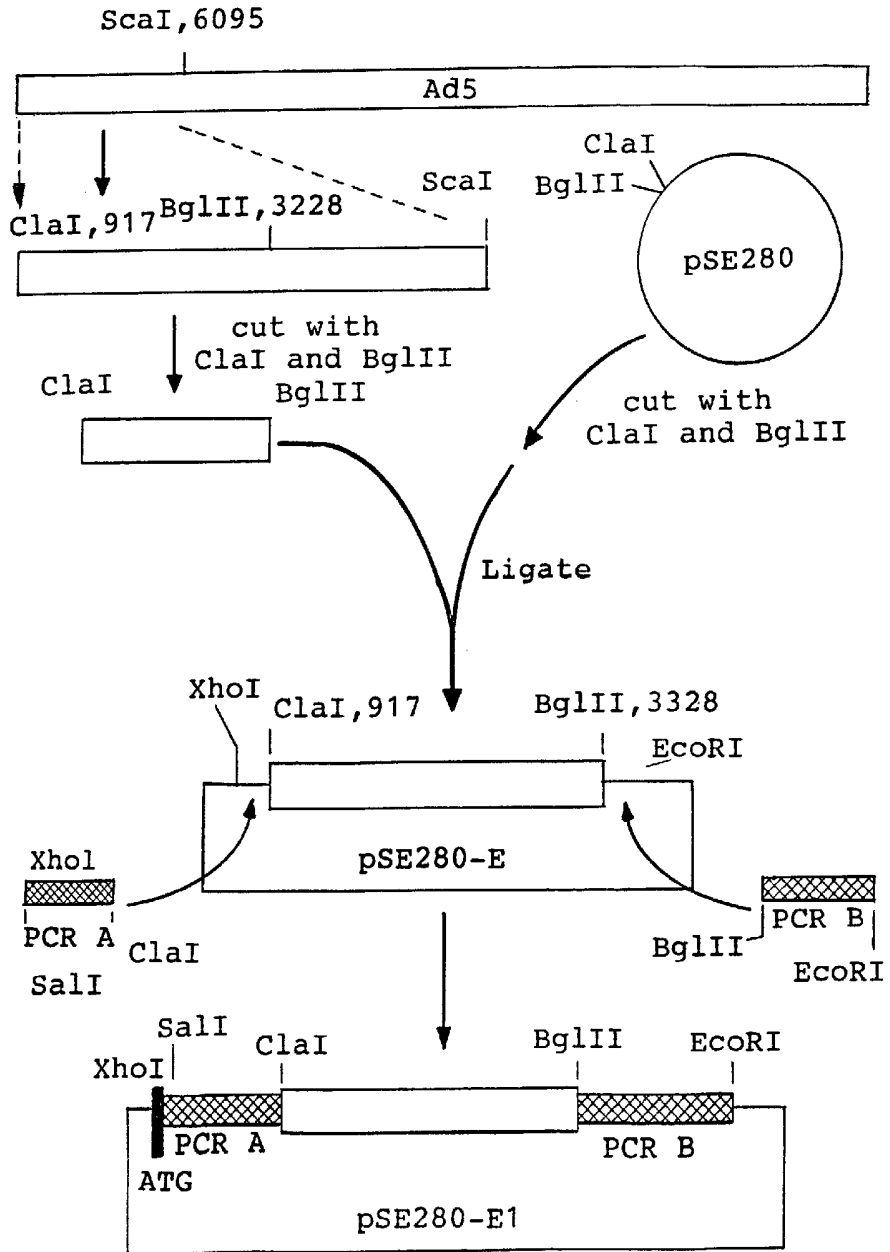 ScaI,6095
Ad5
ClaI
BglII
ScaI
ClaI,917
BglII,3228
pSE280
cut with
ClaI and BglII
ClaI
BglII
cut with
ClaI and BglII
Ligate
XhoI
ClaI,917
BglII,3328
EcoRI
pSE280-E
Xhol
PCR A
ClaI
SalI
PCR B
BglII
EcoRI
SalI
ClaI
BglII
EcoRI
XhoI
PCR A
PCR B
ATG
pSE280-E1